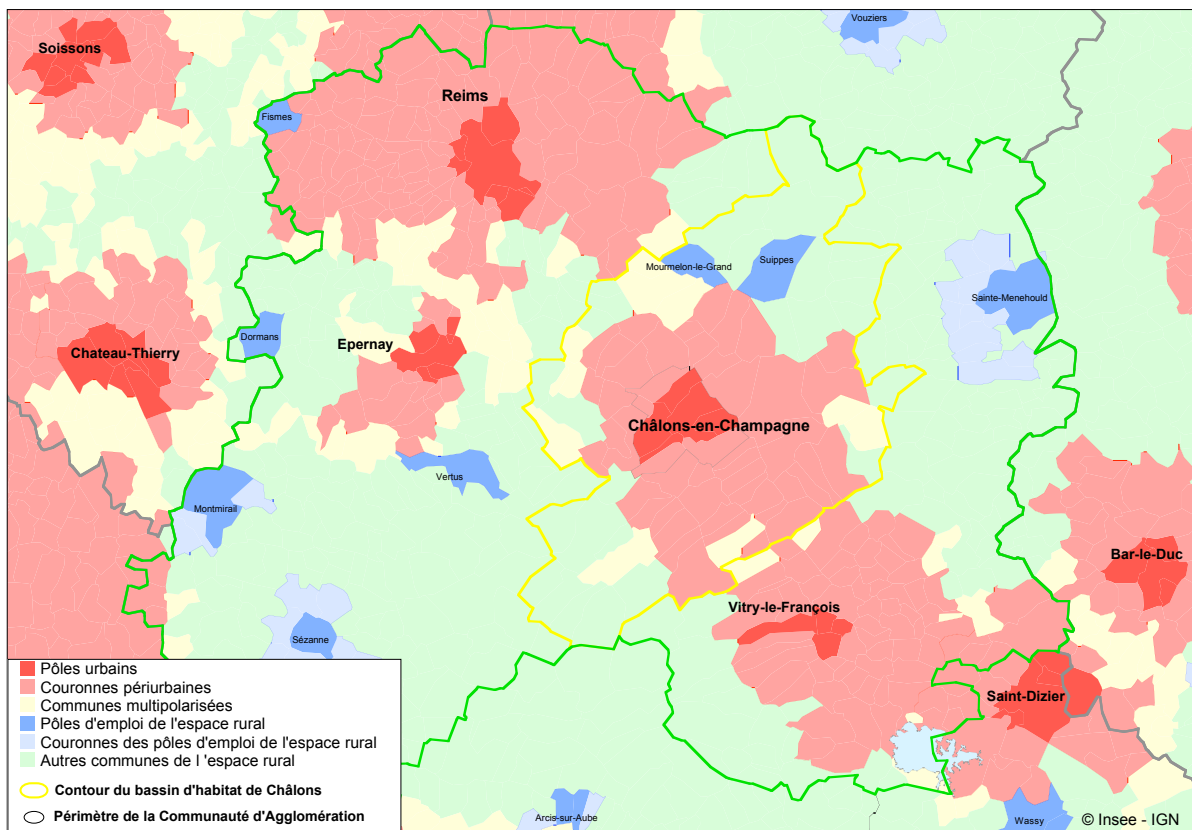 Vouziers
Soissons
Reims
Fismes
Mourmelon-le-Grand
Suippes
Sainte-Menehould
Dormans
Epernay
Chateau-Thierry
Châlons-en-Champagne
Vertus
Montmirail
Bar-le-Duc
Vitry-le-François
Sézanne
Saint-Dizier
Pôles urbains
Couronnes périurbaines
Communes multipolarisées
Pôles d'emploi de l'espace rural
Couronnes des pôles d'emploi de l'espace rural
Autres communes de l 'espace rural
Contour du bassin d'habitat de Châlons
Périmètre de la Communauté d'Agglomération
Arcis-sur-Aube
Wassy
© Insee - IGN